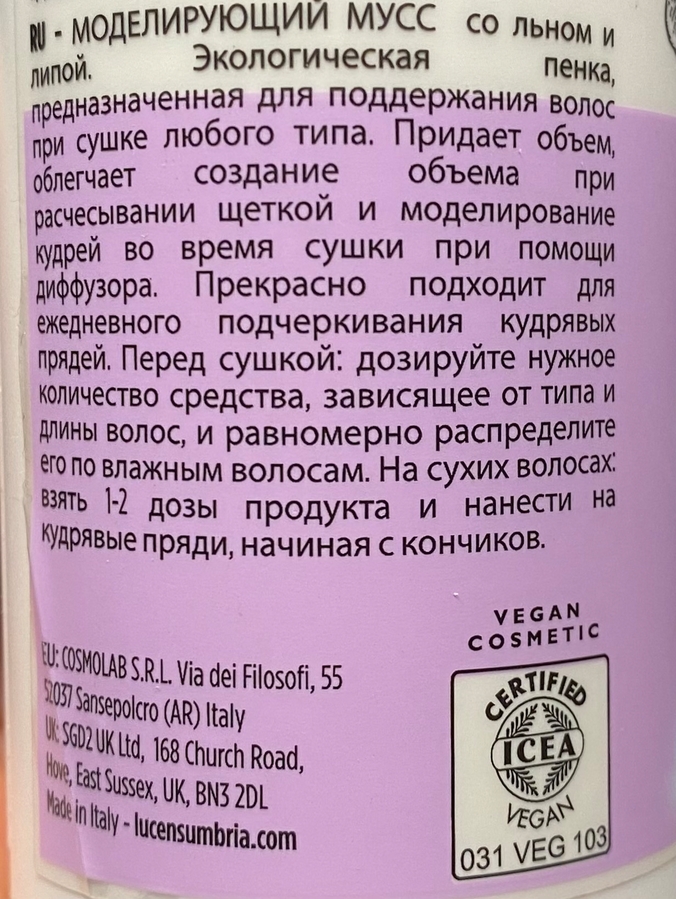 RU - МОДЕЛИРУЮЩИЙ МУСС со льном и
липой. Экологическая пенка,
предназначенная для поддержания волос
при сушке любого типа. Придает объем,
облегчает создание объема при
расчесывании щеткой и моделирование
кудрей во время сушки при помощи
диффузора. Прекрасно подходит для
ежедневного подчеркивания кудрявых
прядей. Перед сушкой: дозируйте нужное
количество средства, зависящее от типа и
длины волос, и равномерно распределите
его по влажным волосам. На сухих волосах:
взять 1-2 дозы продукта и нанести на
кудрявые пряди, начиная с кончиков.
EU: COSMOLAB S.R.L. Via dei Filosofi, 55
52037 Sansepolcro (AR) Italy
UK: SGD2 UK Ltd, 168 Church Road,
Hove, East Sussex, UK, BN3 2DL
Made in Italy - lucensumbria.com
VEGAN
COSMETIC
CERTIFIED
ICEA
VEGAN
031 VEG 103